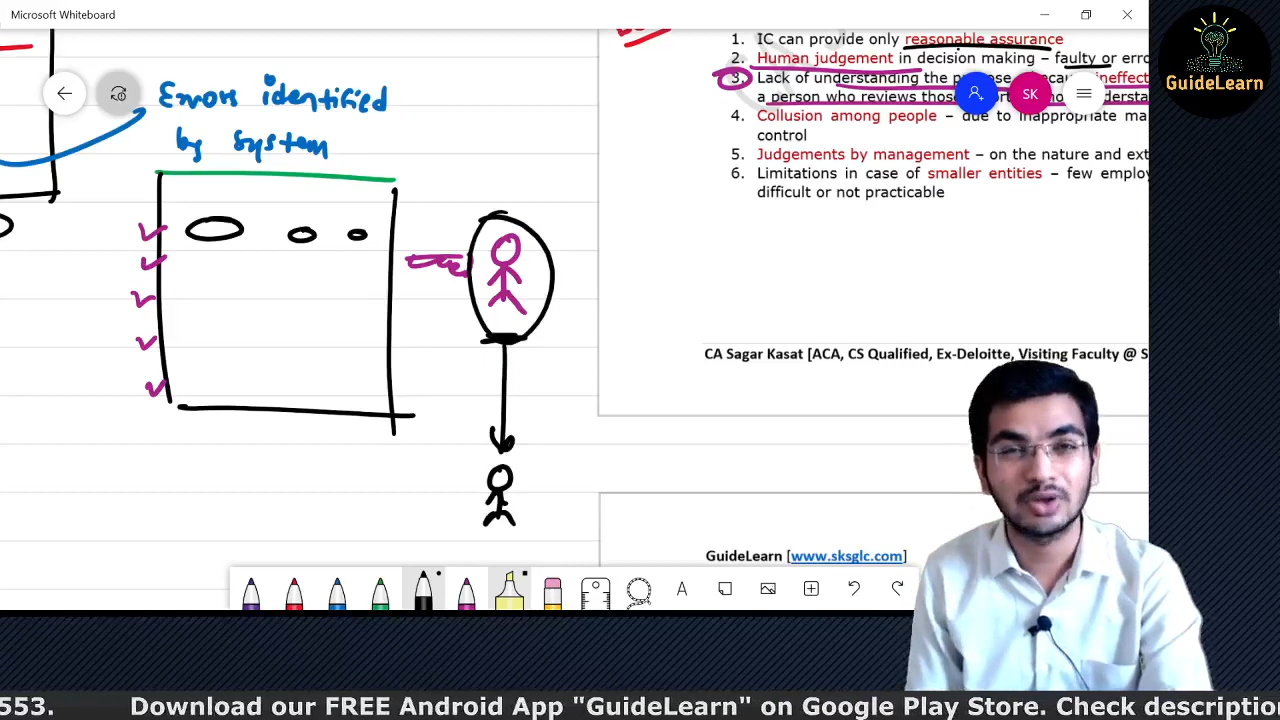 Microsoft Whiteboard
GuideLearn
Errors identified
by system
1. IC can provide only reasonable assurance
2. Human judgement in decision making – faulty or erro
3. Lack of understanding the
a person who reviews those
4. Collusion among people – due to inappropriate ma
control
5. Judgements by management – on the nature and ext
6. Limitations in case of smaller entities – few employ
difficult or not practicable
SK
CA Sagar Kasat [ACA, CS Qualified, Ex-Deloitte, Visiting Faculty @ S
GuideLearn [www.sksglc.com]
A
553. Download our FREE Android App "GuideLearn" on Google Play Store. Check descriptio